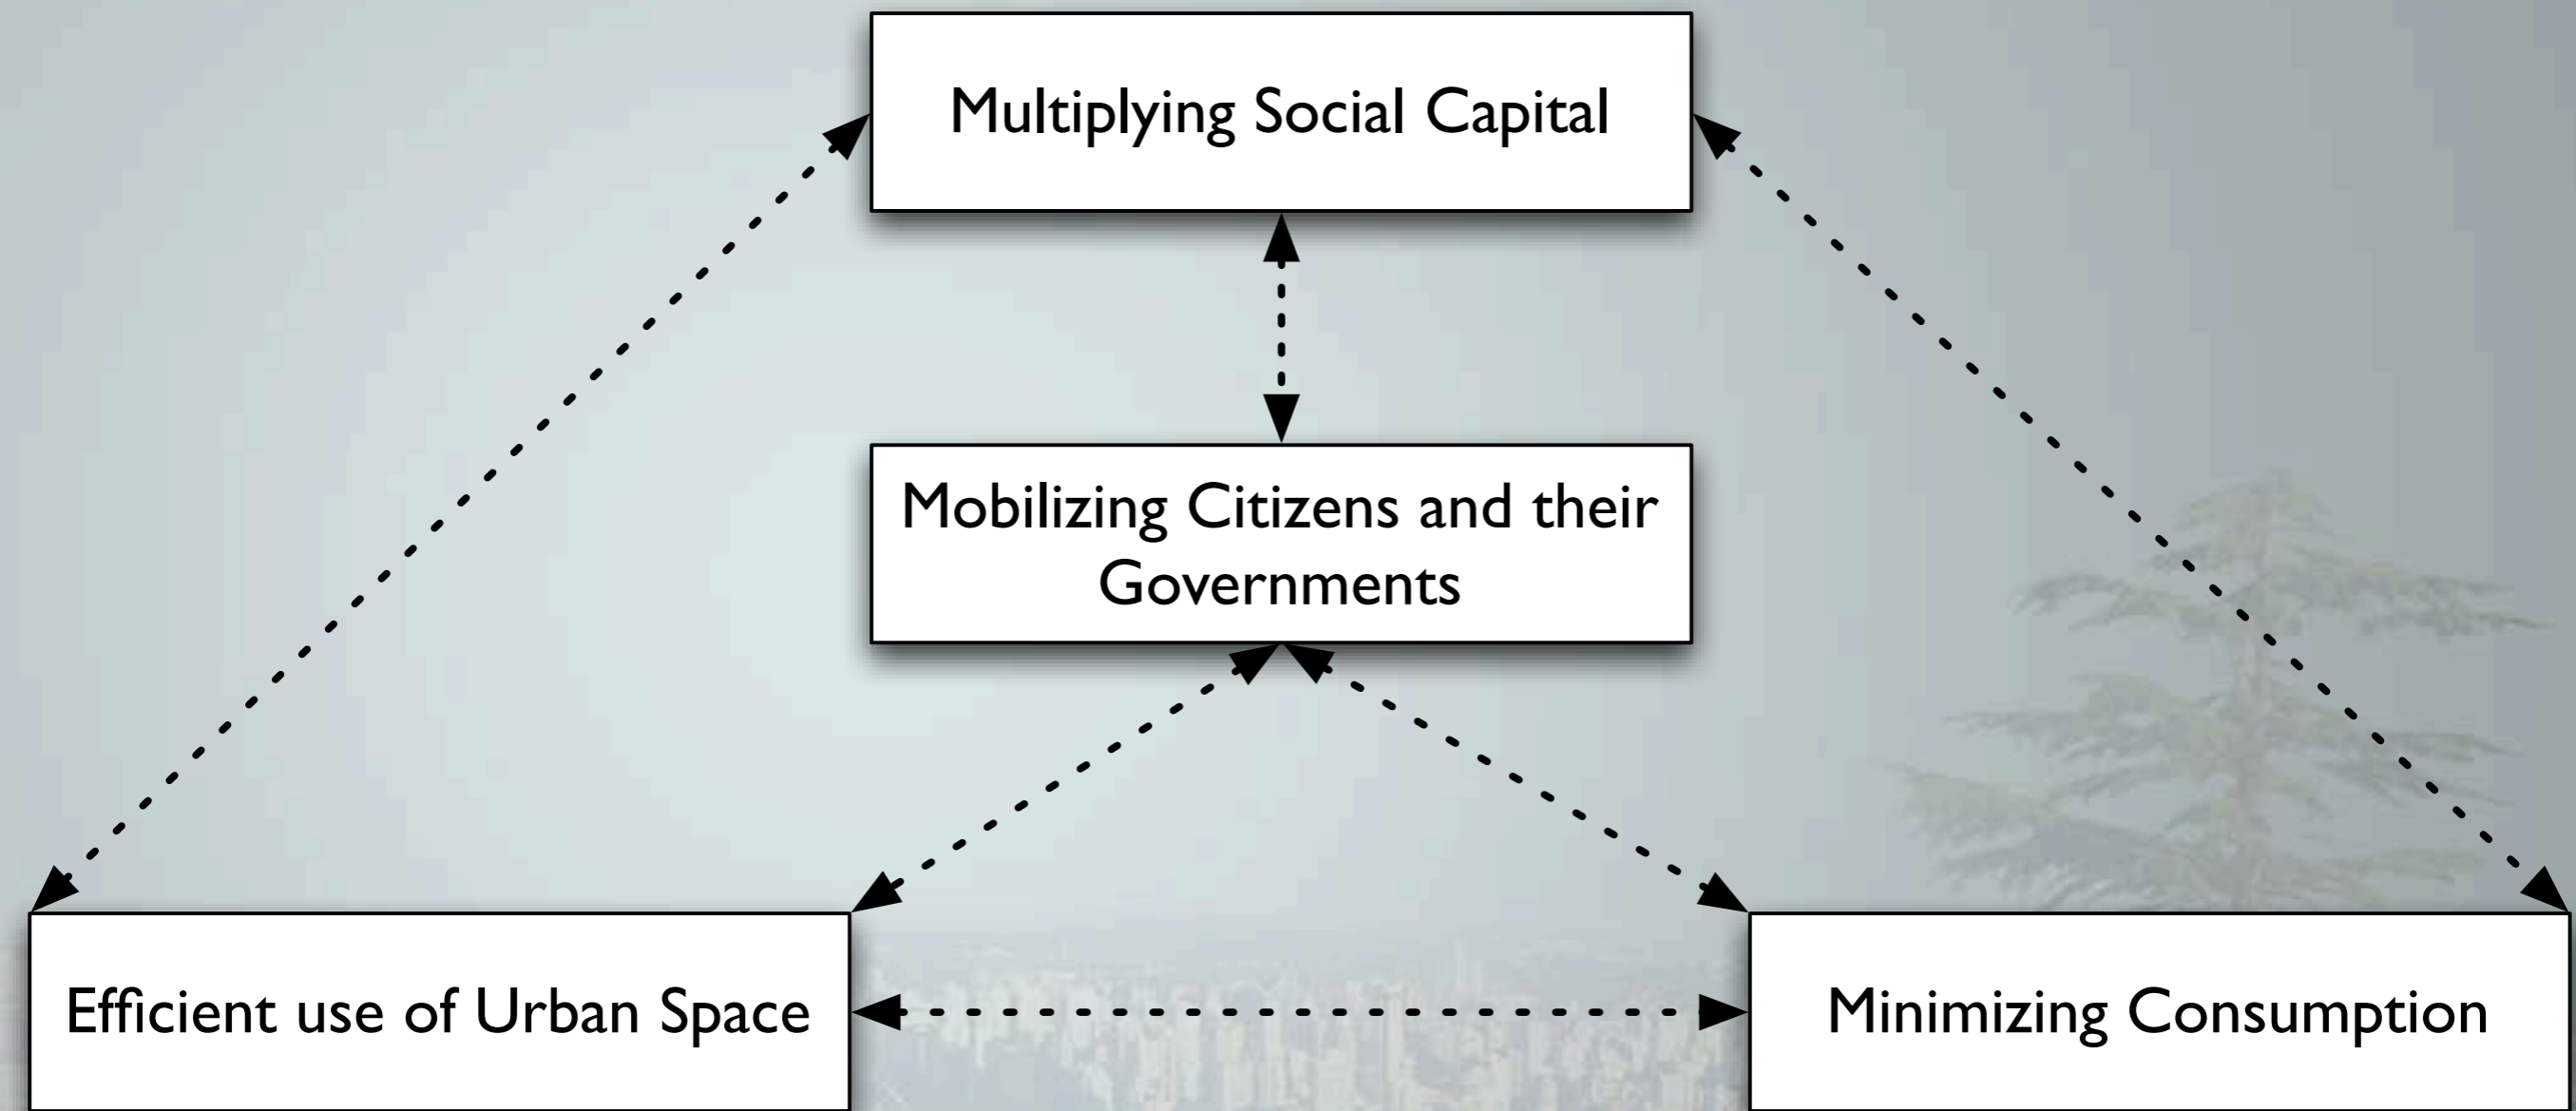 Multiplying Social Capital
Mobilizing Citizens and their
Governments
Efficient use of Urban Space
Minimizing Consumption